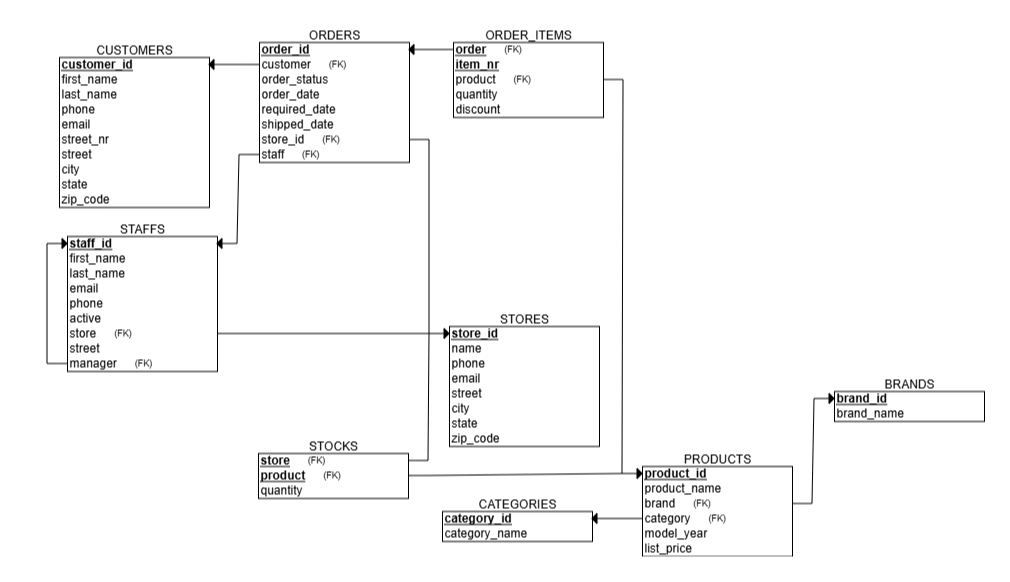 CUSTOMERS
customer_id
first_name
last_name
phone
email
street_nr
street
city
state
zip_code
ORDERS
order_id
customer (FK)
order_status
order_date
required_date
shipped_date
store_id (FK)
staff (FK)
ORDER_ITEMS
order (FK)
item_nr
product (FK)
quantity
discount
STAFFS
staff_id
first_name
last_name
email
phone
active
store (FK)
street
manager (FK)
STORES
store_id
name
phone
email
street
city
state
zip_code
BRANDS
brand_id
brand_name
STOCKS
store (FK)
product (FK)
quantity
CATEGORIES
category_id
category_name
PRODUCTS
product_id
product_name
brand (FK)
category (FK)
model_year
list_price